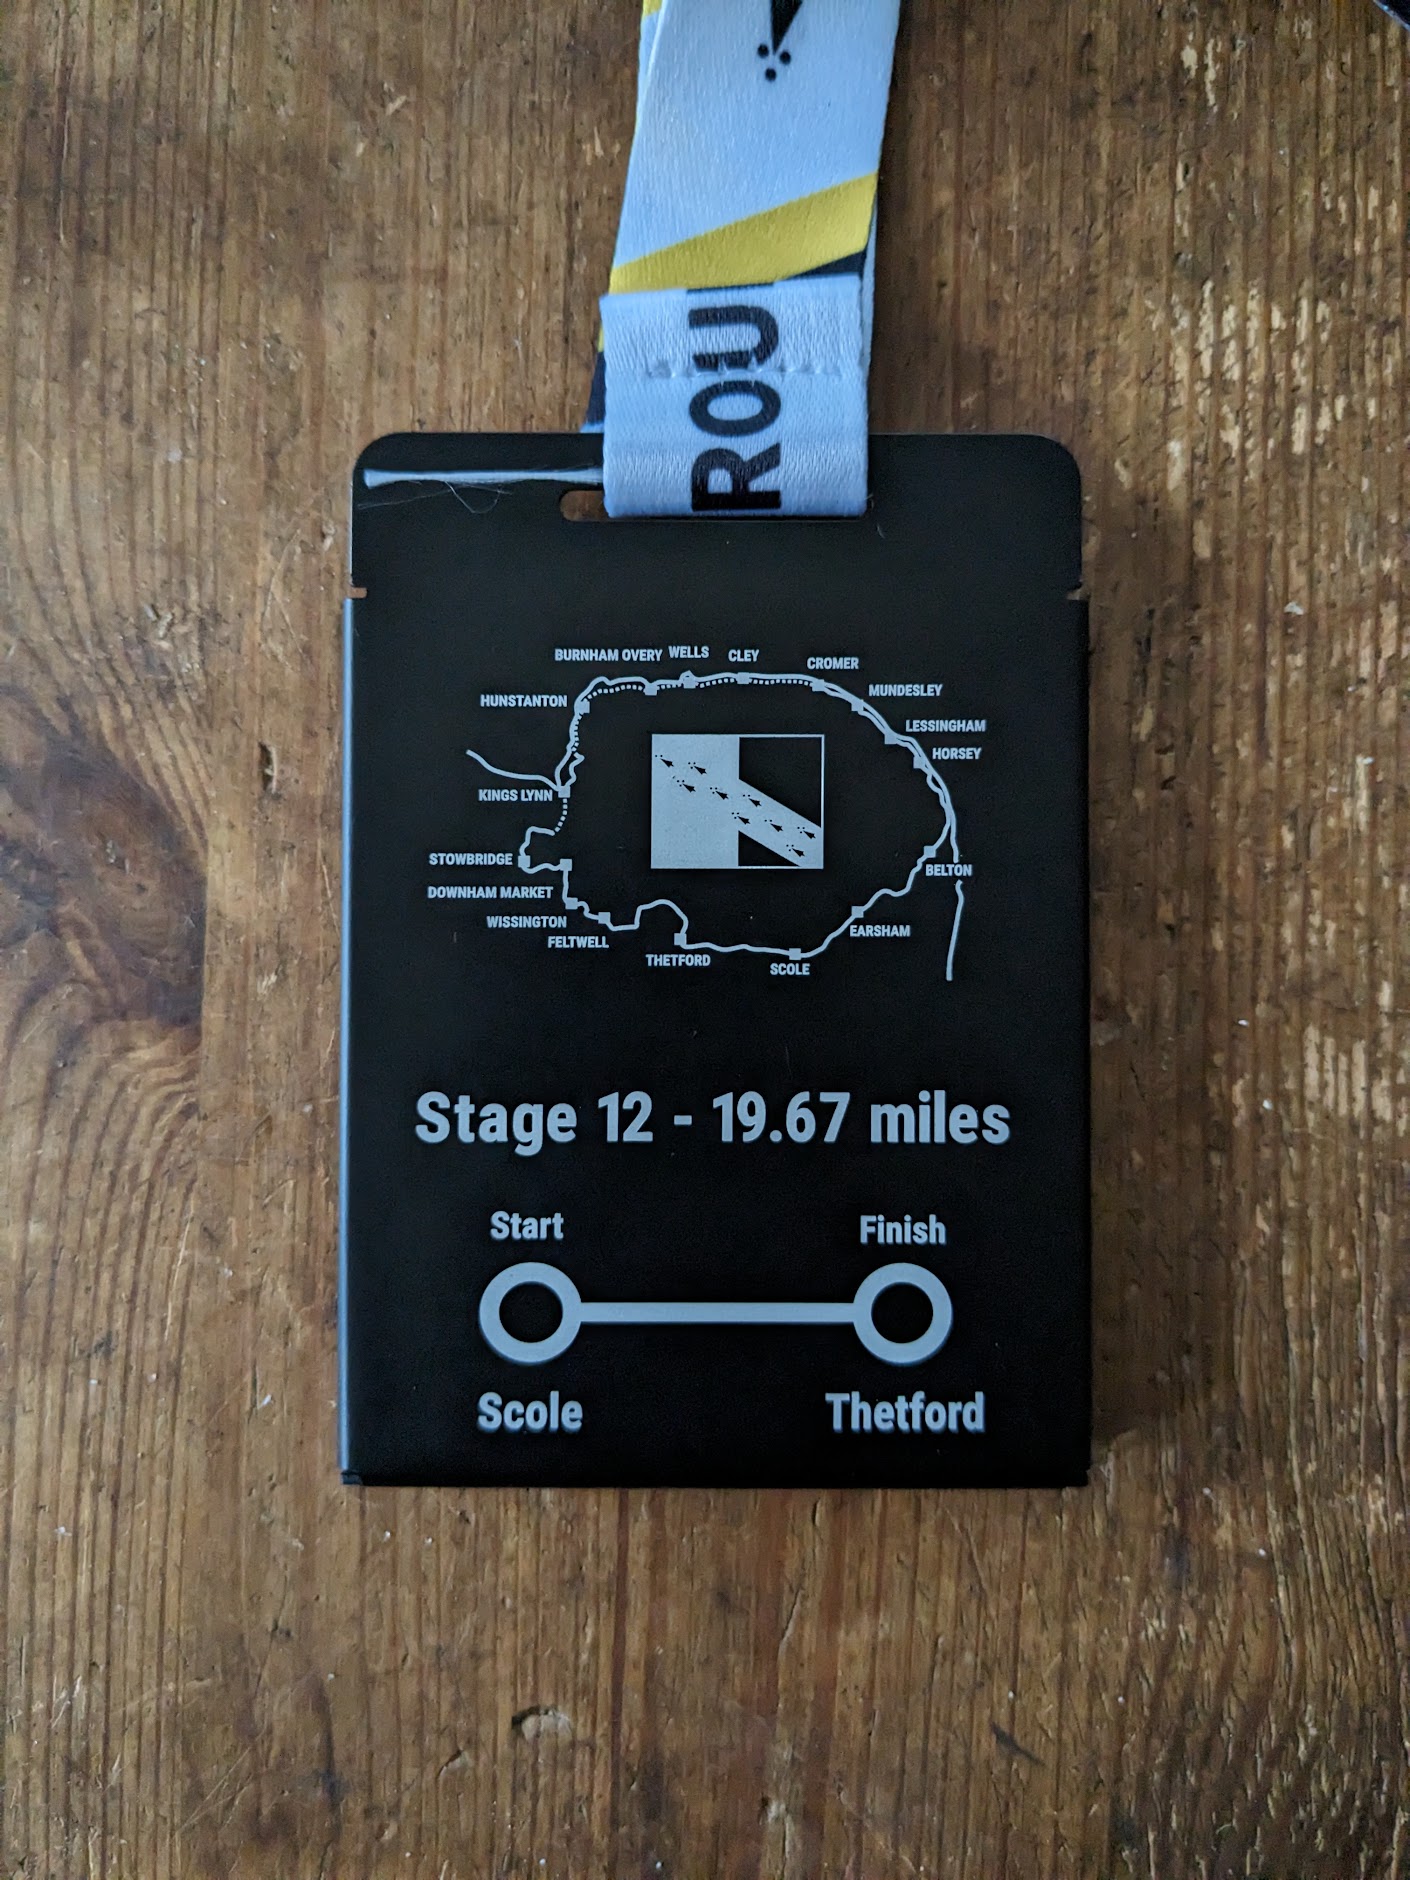 ROU
BURNHAM OVERY WELLS CLEY CROMER
HUNSTANTON MUNDESLEY
LESSINGHAM
HORSEY
KINGS LYNN
STOWBRIDGE
BELTON
DOWNHAM MARKET
WISSINGTON EARSHAM
FELTWELL
THETFORD SCOLE
Stage 12 - 19.67 miles
Start Finish
Scole Thetford